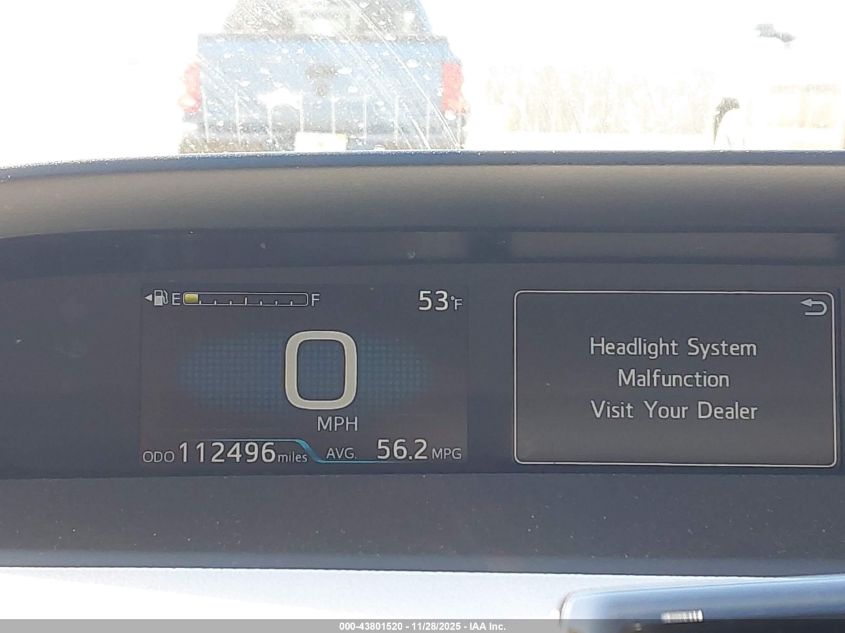 E F 53°F
0
MPH
ODO 112496 miles AVG. 56.2 MPG
Headlight System
Malfunction
Visit Your Dealer
000-43801520 - 11/28/2025 - IAA Inc.